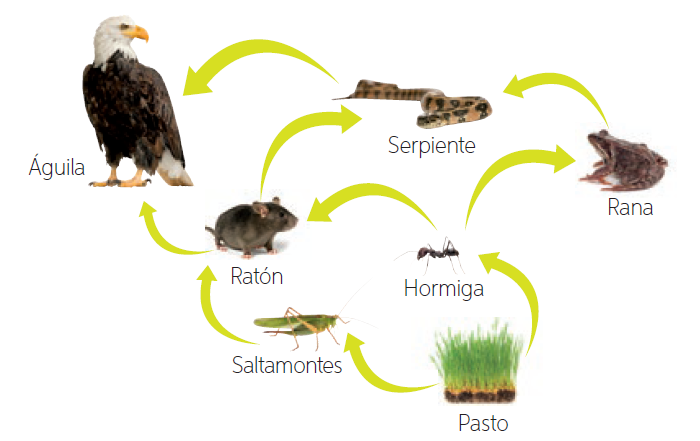 Serpiente
Águila
Rana
Ratón
Hormiga
Saltamontes
Pasto